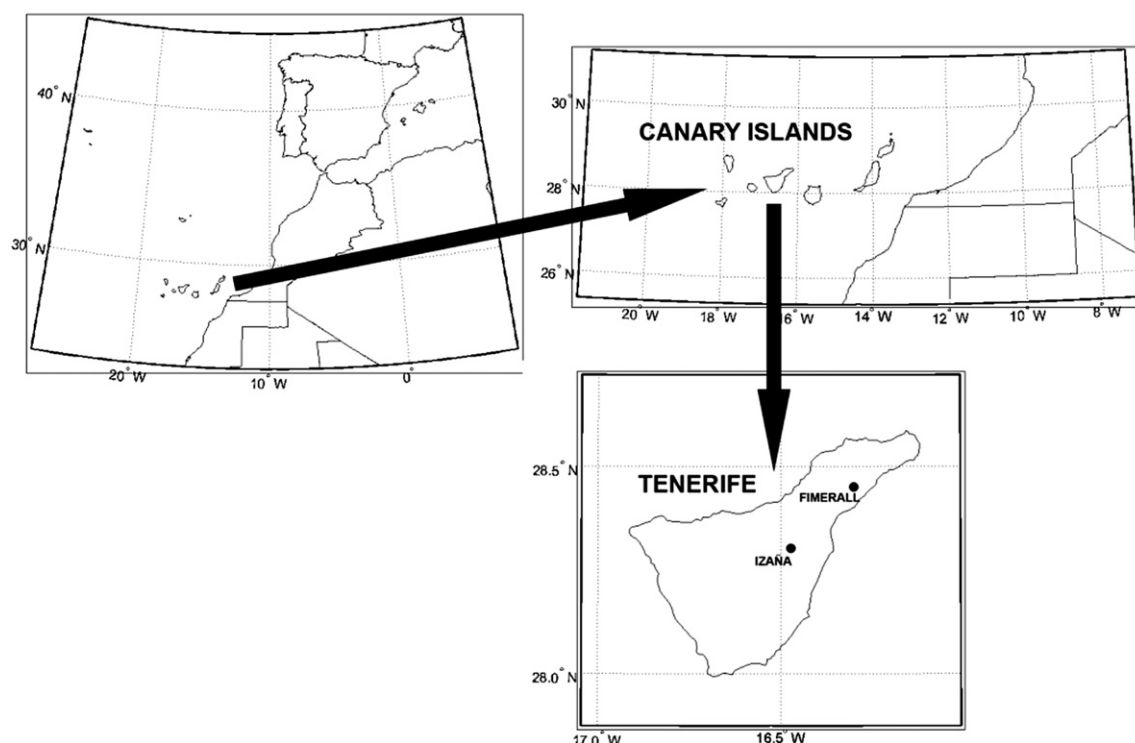 40° N
30° N
20° W
10° W
0°
CANARY ISLANDS
30° N
28° N
26° N
20° W
18° W
16° W
14° W
12° W
10° W
8° W
TENERIFE
28.5° N
28.0° N
FIMERALL
IZAÑA
17.0° W
16.5° W